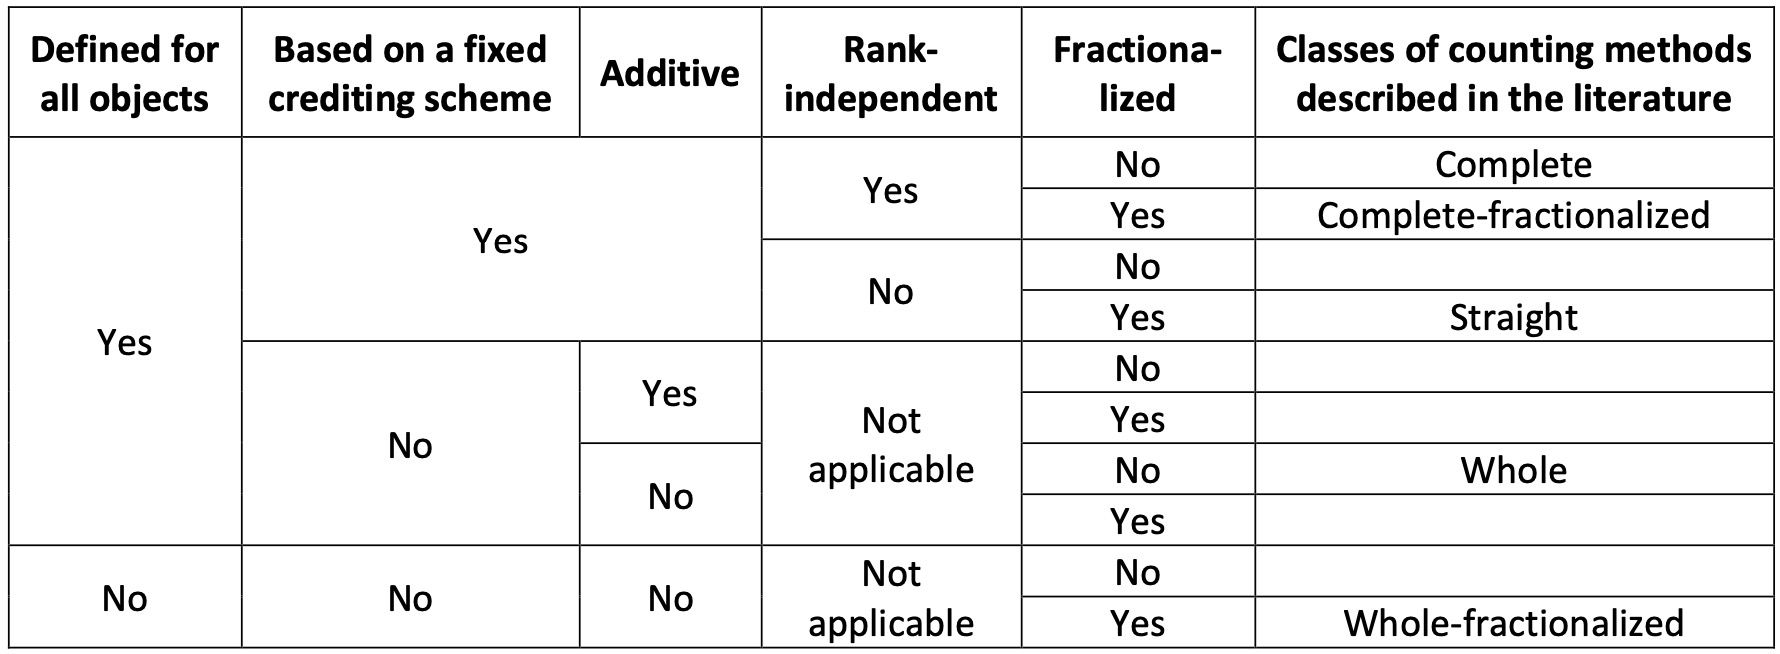 Defined for all objects | Based on a fixed crediting scheme | Additive | Rank-independent | Fractiona-lized | Classes of counting methods described in the literature
Yes | Yes | Yes | No | Complete
Yes | Complete-fractionalized
No | No
Yes | Straight
No | Yes | Not applicable | No
Yes
No | No | Whole
Yes
No | No | No | Not applicable | No
Yes | Whole-fractionalized